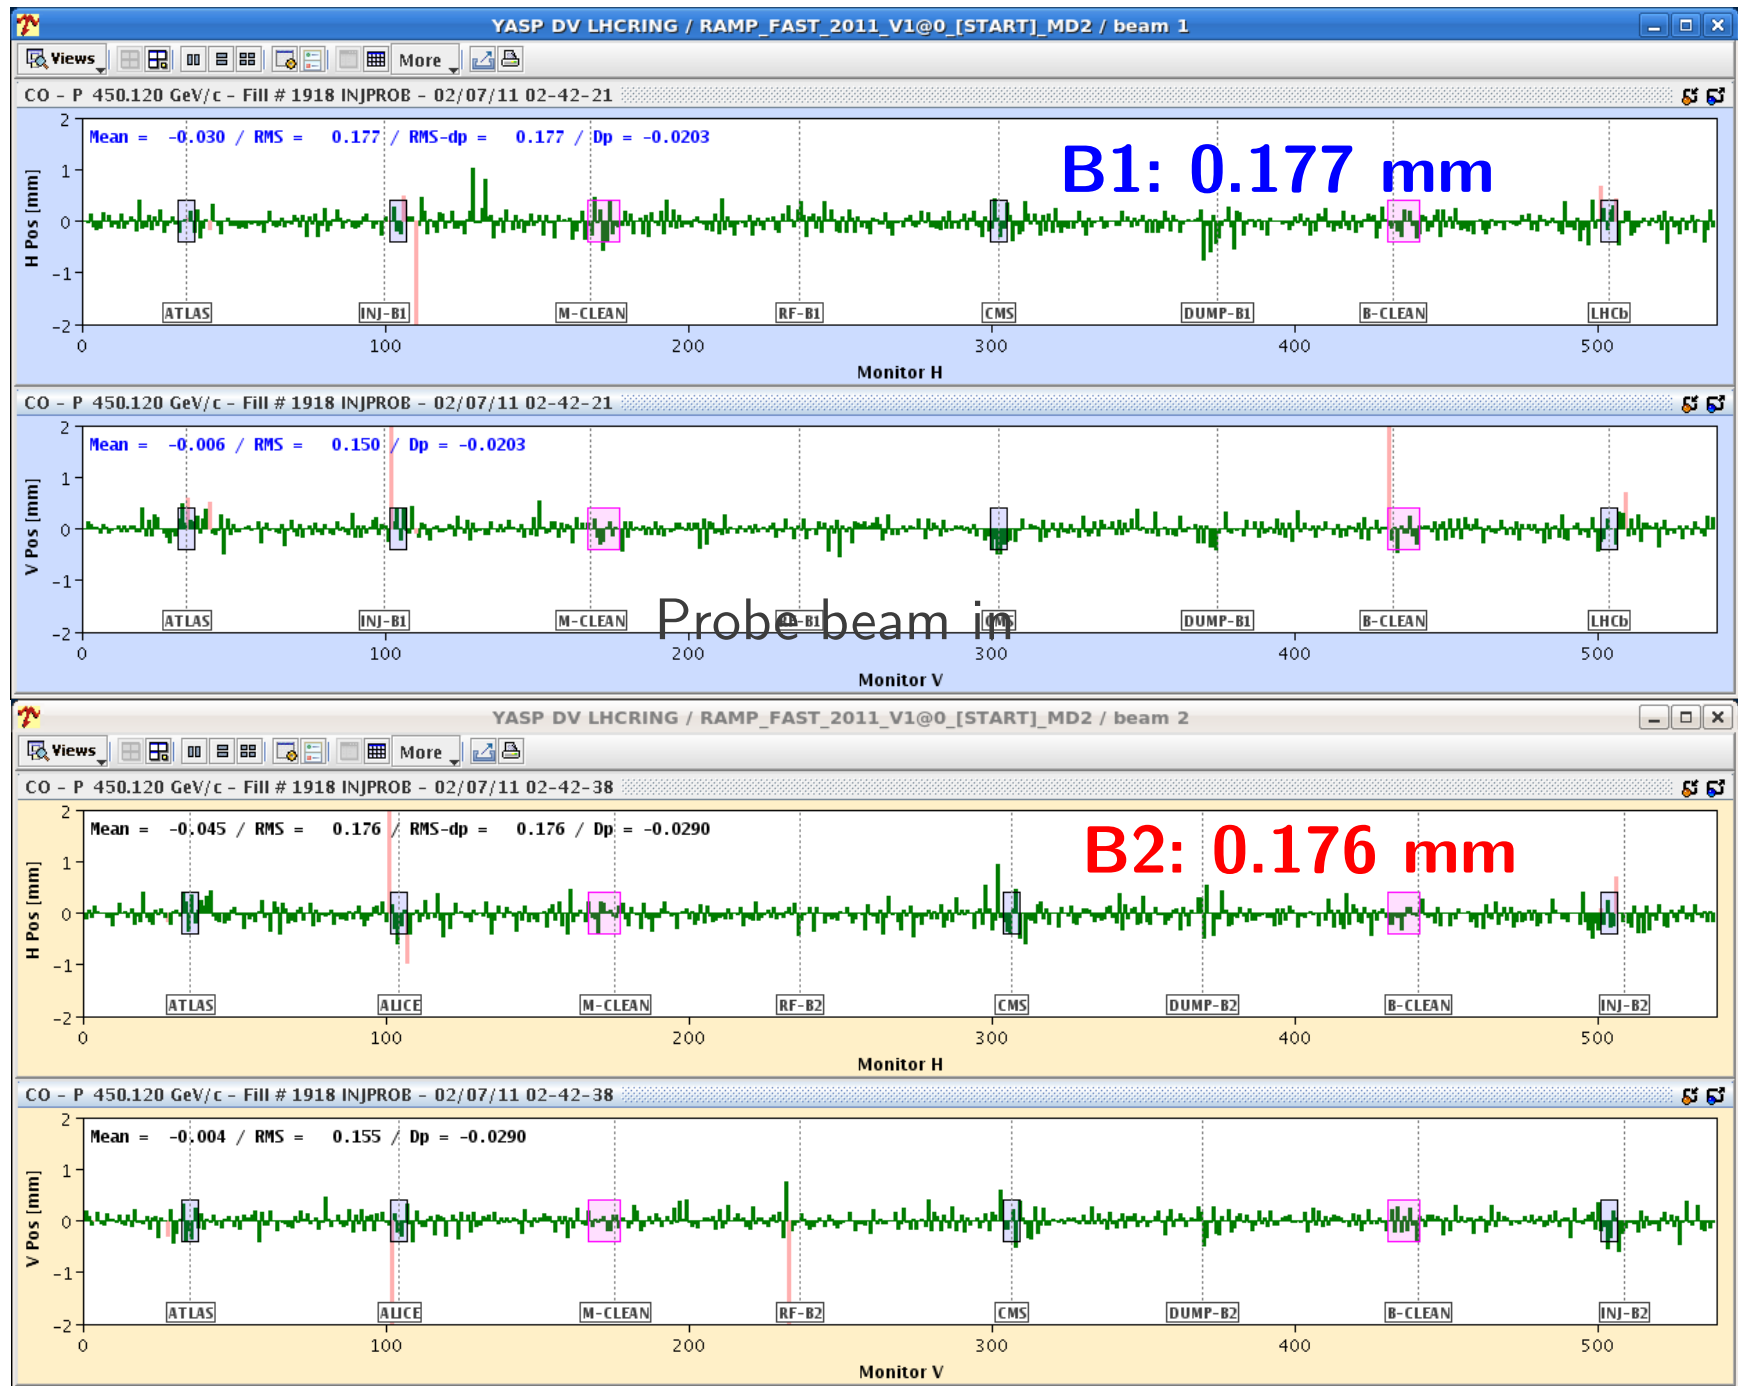 YASP DV LHCRING / RAMP_FAST_2011_V1@0_[START]_MD2 / beam 1
Views More
CO - P 450.120 GeV/c - Fill # 1918 INJPROB - 02/07/11 02-42-21
Mean = -0.030 / RMS = 0.177 / RMS-dp = 0.177 / Dp = -0.0203
B1: 0.177 mm
H Pos [mm]
2
1
0
-1
-2
ATLAS INJ-B1 M-CLEAN RF-B1 CMS DUMP-B1 B-CLEAN LHCb
0 100 200 300 400 500
Monitor H
CO - P 450.120 GeV/c - Fill # 1918 INJPROB - 02/07/11 02-42-21
Mean = -0.006 / RMS = 0.150 / Dp = -0.0203
V Pos [mm]
2
1
0
-1
-2
ATLAS INJ-B1 M-CLEAN RF-B1 CMS DUMP-B1 B-CLEAN LHCb
Probe beam in
0 100 200 300 400 500
Monitor V
YASP DV LHCRING / RAMP_FAST_2011_V1@0_[START]_MD2 / beam 2
Views More
CO - P 450.120 GeV/c - Fill # 1918 INJPROB - 02/07/11 02-42-38
Mean = -0.045 / RMS = 0.176 / RMS-dp = 0.176 / Dp = -0.0290
B2: 0.176 mm
H Pos [mm]
2
1
0
-1
-2
ATLAS ALICE M-CLEAN RF-B2 CMS DUMP-B2 B-CLEAN INJ-B2
0 100 200 300 400 500
Monitor H
CO - P 450.120 GeV/c - Fill # 1918 INJPROB - 02/07/11 02-42-38
Mean = -0.004 / RMS = 0.155 / Dp = -0.0290
V Pos [mm]
2
1
0
-1
-2
ATLAS ALICE M-CLEAN RF-B2 CMS DUMP-B2 B-CLEAN INJ-B2
0 100 200 300 400 500
Monitor V